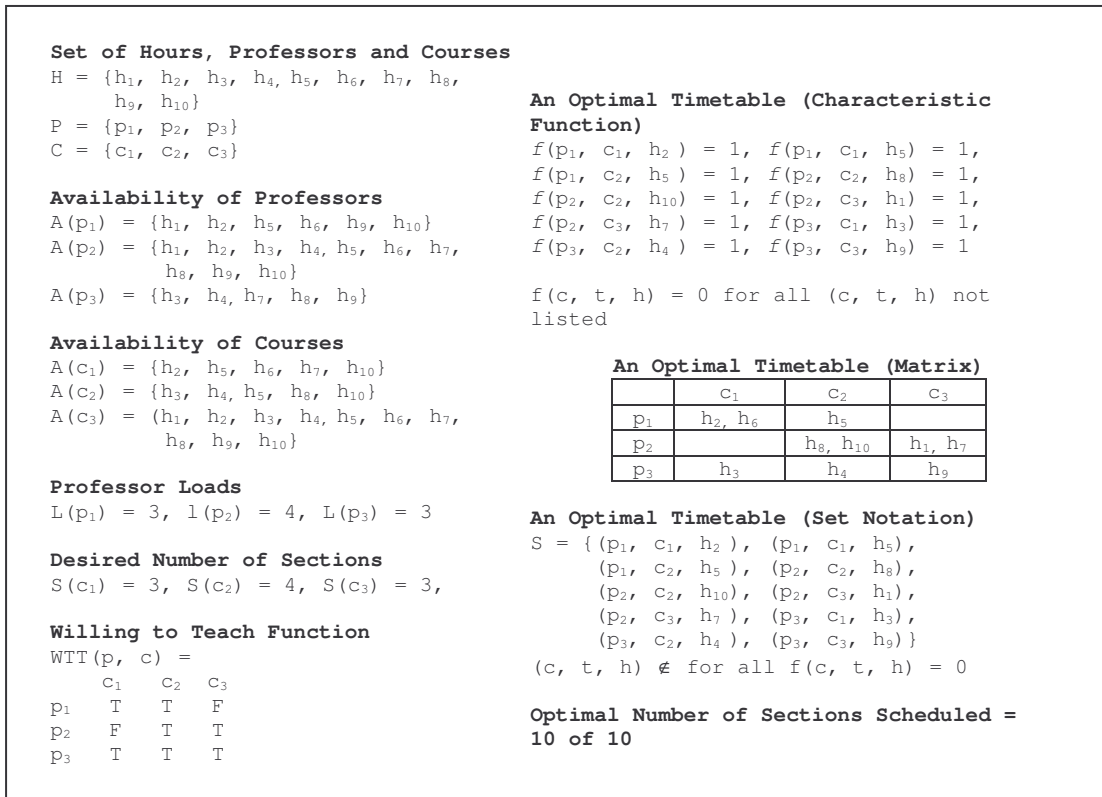 Set of Hours, Professors and Courses
H = {h₁, h₂, h₃, h₄, h₅, h₆, h₇, h₈,
h₉, h₁₀}
P = {p₁, p₂, p₃}
C = {c₁, c₂, c₃}
Availability of Professors
A(p₁) = {h₁, h₂, h₅, h₆, h₉, h₁₀}
A(p₂) = {h₁, h₂, h₃, h₄, h₅, h₆, h₇,
h₈, h₉, h₁₀}
A(p₃) = {h₃, h₄, h₇, h₈, h₉}
Availability of Courses
A(c₁) = {h₂, h₅, h₆, h₇, h₁₀}
A(c₂) = {h₃, h₄, h₅, h₈, h₁₀}
A(c₃) = (h₁, h₂, h₃, h₄, h₅, h₆, h₇,
h₈, h₉, h₁₀}
Professor Loads
L(p₁) = 3, l(p₂) = 4, L(p₃) = 3
Desired Number of Sections
S(c₁) = 3, S(c₂) = 4, S(c₃) = 3,
Willing to Teach Function
WTT(p, c) =
c₁ c₂ c₃
p₁ T T F
p₂ F T T
p₃ T T T
An Optimal Timetable (Characteristic
Function)
f(p₁, c₁, h₂ ) = 1, f(p₁, c₁, h₅) = 1,
f(p₁, c₂, h₅ ) = 1, f(p₂, c₂, h₈) = 1,
f(p₂, c₂, h₁₀) = 1, f(p₂, c₃, h₁) = 1,
f(p₂, c₃, h₇ ) = 1, f(p₃, c₁, h₃) = 1,
f(p₃, c₂, h₄ ) = 1, f(p₃, c₃, h₉) = 1
f(c, t, h) = 0 for all (c, t, h) not
listed
An Optimal Timetable (Matrix)
c₁ c₂ c₃
p₁ h₂, h₆ h₅
p₂ h₈, h₁₀ h₁, h₇
p₃ h₃ h₄ h₉
An Optimal Timetable (Set Notation)
S = {(p₁, c₁, h₂ ), (p₁, c₁, h₅),
(p₁, c₂, h₅ ), (p₂, c₂, h₈),
(p₂, c₂, h₁₀), (p₂, c₃, h₁),
(p₂, c₃, h₇ ), (p₃, c₁, h₃),
(p₃, c₂, h₄ ), (p₃, c₃, h₉)}
(c, t, h) ∉ for all f(c, t, h) = 0
Optimal Number of Sections Scheduled =
10 of 10